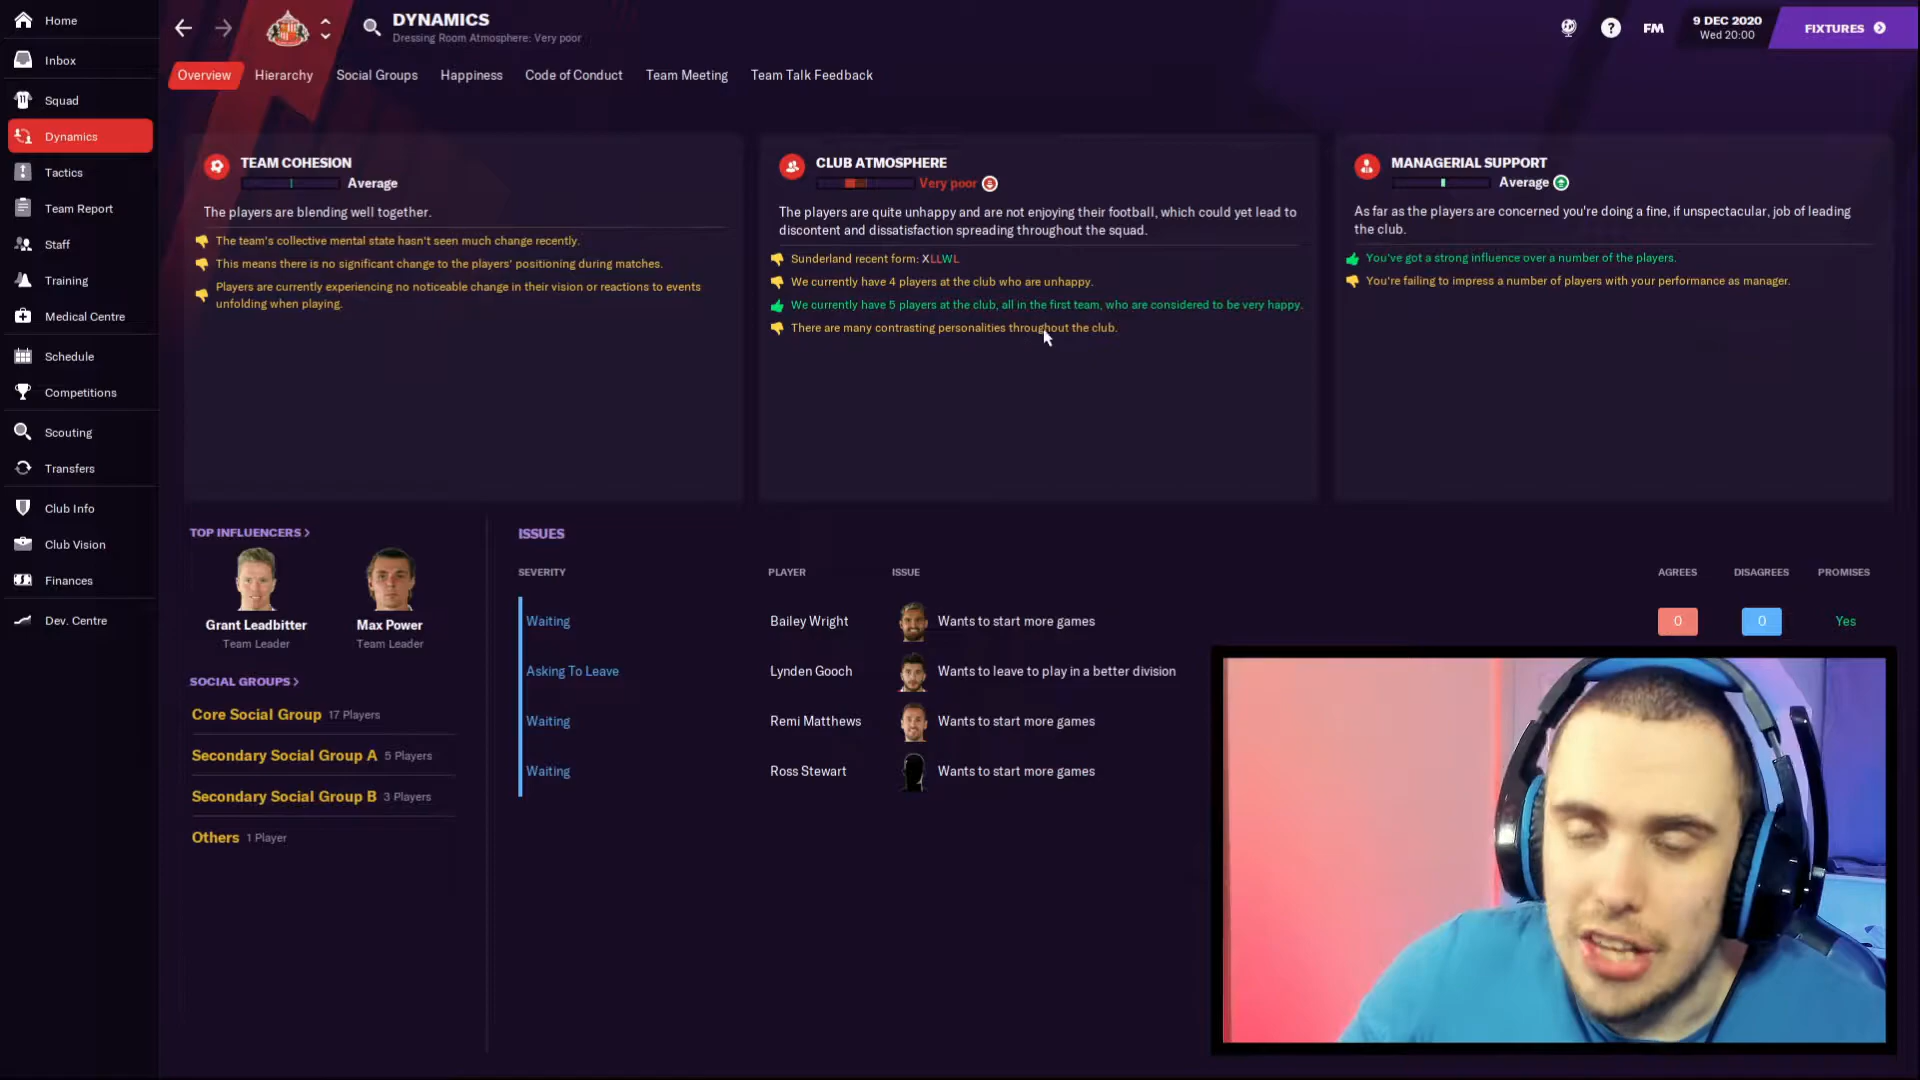 Home
Inbox
Squad
Dynamics
Tactics
Team Report
Staff
Training
Medical Centre
Schedule
Competitions
Scouting
Transfers
Club Info
Club Vision
Finances
Dev. Centre
DYNAMICS
Dressing Room Atmosphere: Very poor
FM
9 DEC 2020
Wed 20:00
FIXTURES
Overview
Hierarchy
Social Groups
Happiness
Code of Conduct
Team Meeting
Team Talk Feedback
TEAM COHESION
Average
The players are blending well together.
The team's collective mental state hasn't seen much change recently.
This means there is no significant change to the players' positioning during matches.
Players are currently experiencing no noticeable change in their vision or reactions to events
unfolding when playing.
CLUB ATMOSPHERE
Very poor
The players are quite unhappy and are not enjoying their football, which could yet lead to
discontent and dissatisfaction spreading throughout the squad.
Sunderland recent form: XLLWL
We currently have 4 players at the club who are unhappy.
We currently have 5 players at the club, all in the first team, who are considered to be very happy.
There are many contrasting personalities throughout the club.
MANAGERIAL SUPPORT
Average
As far as the players are concerned you're doing a fine, if unspectacular, job of leading
the club.
You've got a strong influence over a number of the players.
You're failing to impress a number of players with your performance as manager.
TOP INFLUENCERS >
Grant Leadbitter
Team Leader
Max Power
Team Leader
SOCIAL GROUPS >
Core Social Group 17 Players
Secondary Social Group A 5 Players
Secondary Social Group B 3 Players
Others 1 Player
ISSUES
SEVERITY PLAYER ISSUE AGREES DISAGREES PROMISES
Waiting Bailey Wright Wants to start more games 0 0 Yes
Asking To Leave Lynden Gooch Wants to leave to play in a better division
Waiting Remi Matthews Wants to start more games
Waiting Ross Stewart Wants to start more games